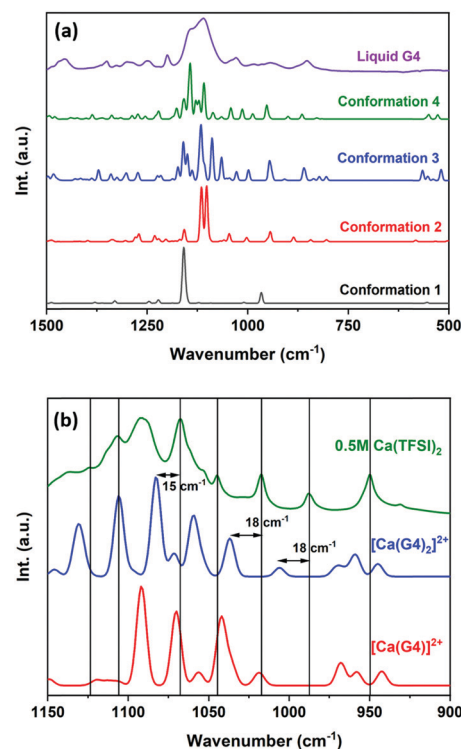 (a)
Liquid G4
Conformation 4
Conformation 3
Conformation 2
Conformation 1
Int. (a.u.)
1500 1250 1000 750 500
Wavenumber (cm⁻¹)
(b)
0.5M Ca(TFSI)₂
15 cm⁻¹
18 cm⁻¹
18 cm⁻¹
[Ca(G4)₂]²⁺
[Ca(G4)]²⁺
Int. (a.u.)
1150 1100 1050 1000 950 900
Wavenumber (cm⁻¹)